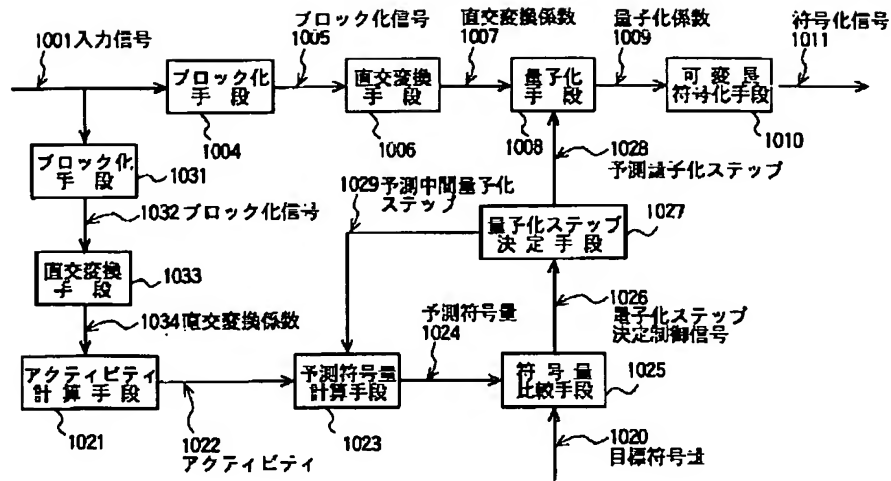 1001入力信号
ブロック化信号
1005
直交変換係数
1007
量子化係数
1009
符号化信号
1011
ブロック化
手段
1004
直交変換
手 段
1006
量子化
手 段
1008
可 変 長
符号化手段
1010
ブロック化
手 段
1031
1028
予測量子化ステップ
1029予測中間量子化
ステップ
1032ブロック化信号
量子化ステップ
決 定 手 段
1027
直交変換
手 段
1033
1026
量子化ステップ
決定制御信号
1034直交変換係数
予測符号量
1024
アクティビティ
計 算 手 段
1021
予測符号量
計算手段
1023
符 号 量
比較手段
1025
1022
アクティビティ
1020
目標符号量